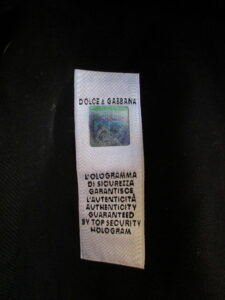 DOLCE & GABBANA
L'OLOGRAMMA
DI SICUREZZA
GARANTISCE
L'AUTENTICITÀ
AUTHENTICITY
GUARANTEED
BY TOP SECURITY
HOLOGRAM